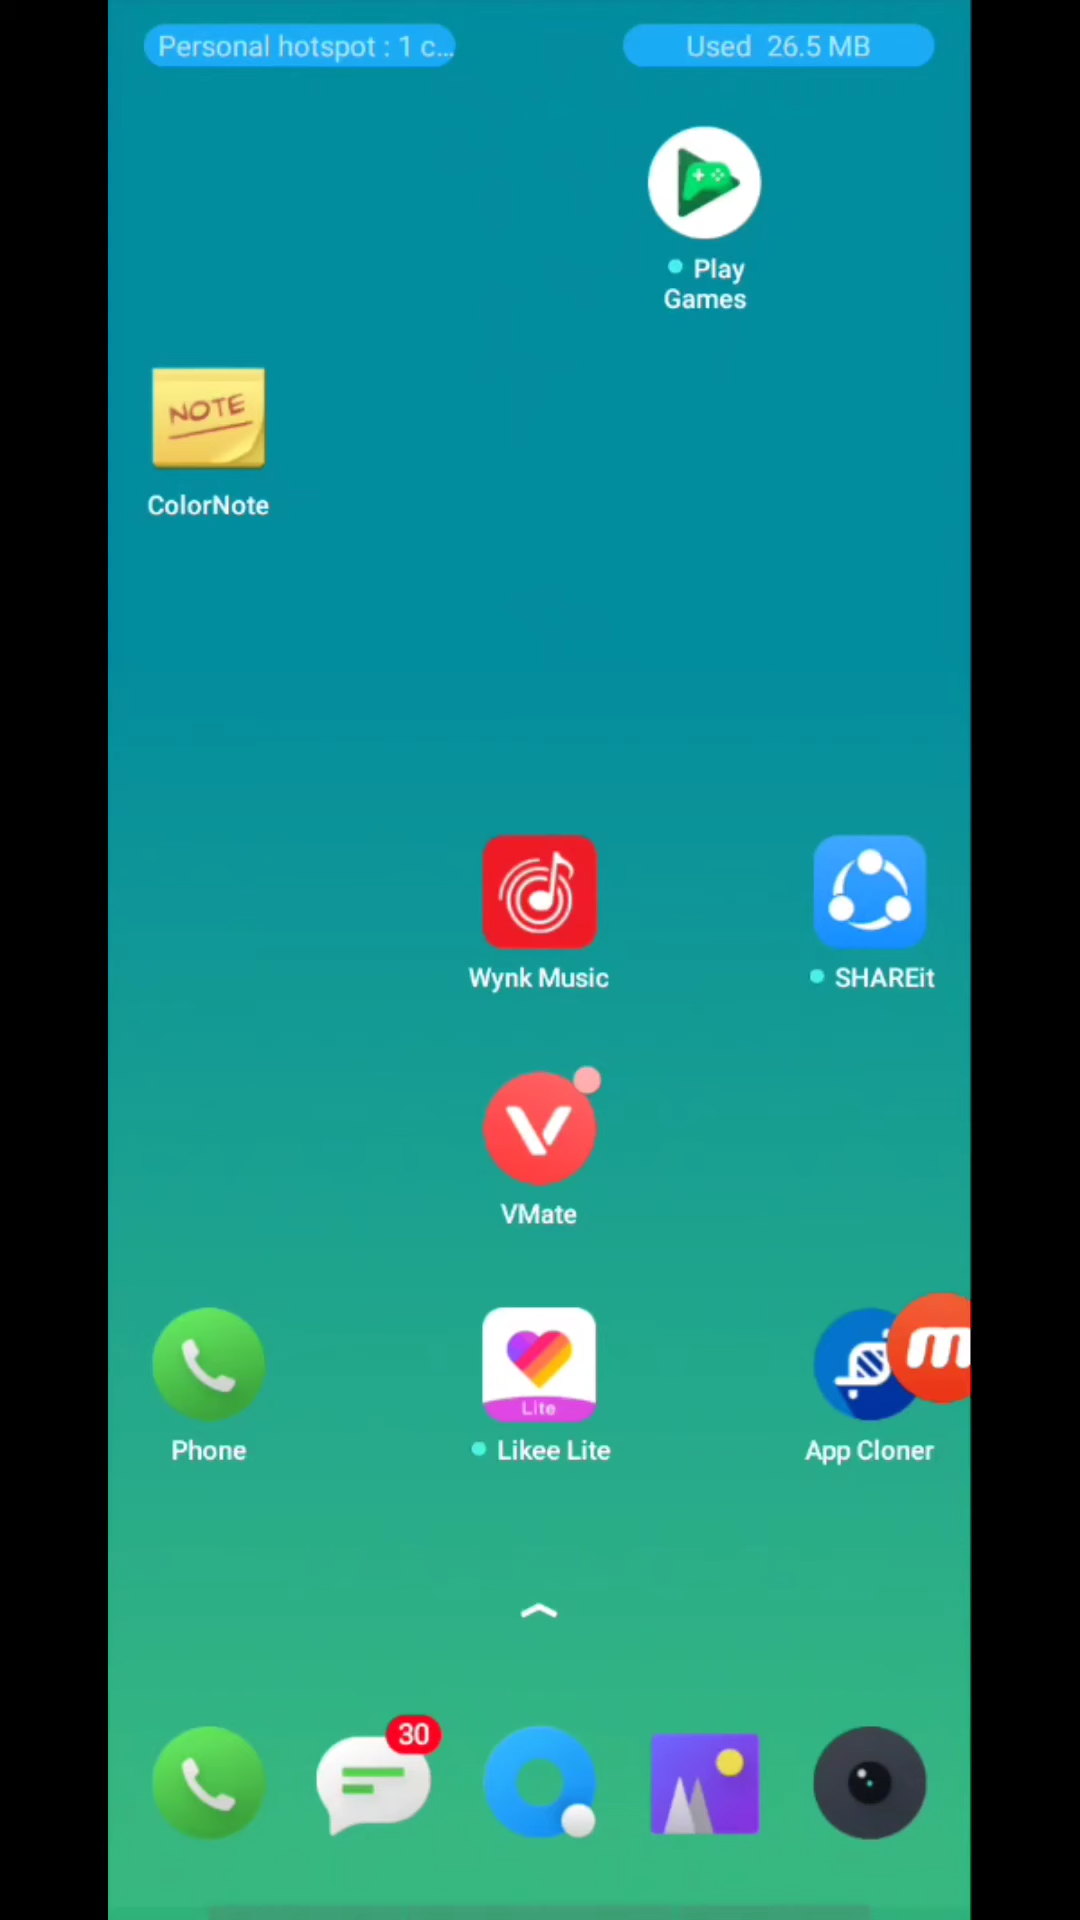 Personal hotspot : 1 c...
Used 26.5 MB
Play
Games
NOTE
ColorNote
Wynk Music
SHAREit
VMate
Lite
Phone
Likee Lite
App Cloner
30